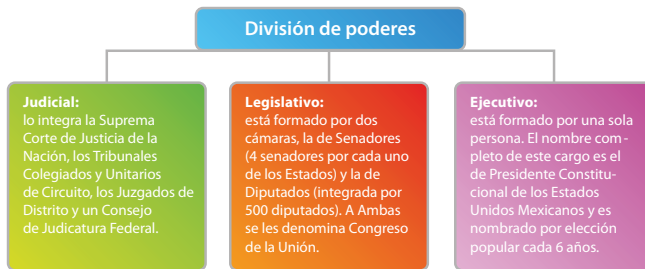 División de poderes
Judicial:
lo integra la Suprema
Corte de Justicia de la
Nación, los Tribunales
Colegiados y Unitarios
de Circuito, los Juzgados de
Distrito y un Consejo
de Judicatura Federal.
Legislativo:
está formado por dos
cámaras, la de Senadores
(4 senadores por cada uno
de los Estados) y la de
Diputados (integrada por
500 diputados). A Ambas
se les denomina Congreso
de la Unión.
Ejecutivo:
está formado por una sola
persona. El nombre com-
pleto de este cargo es el
de Presidente Constitu-
cional de los Estados
Unidos Mexicanos y es
nombrado por elección
popular cada 6 años.